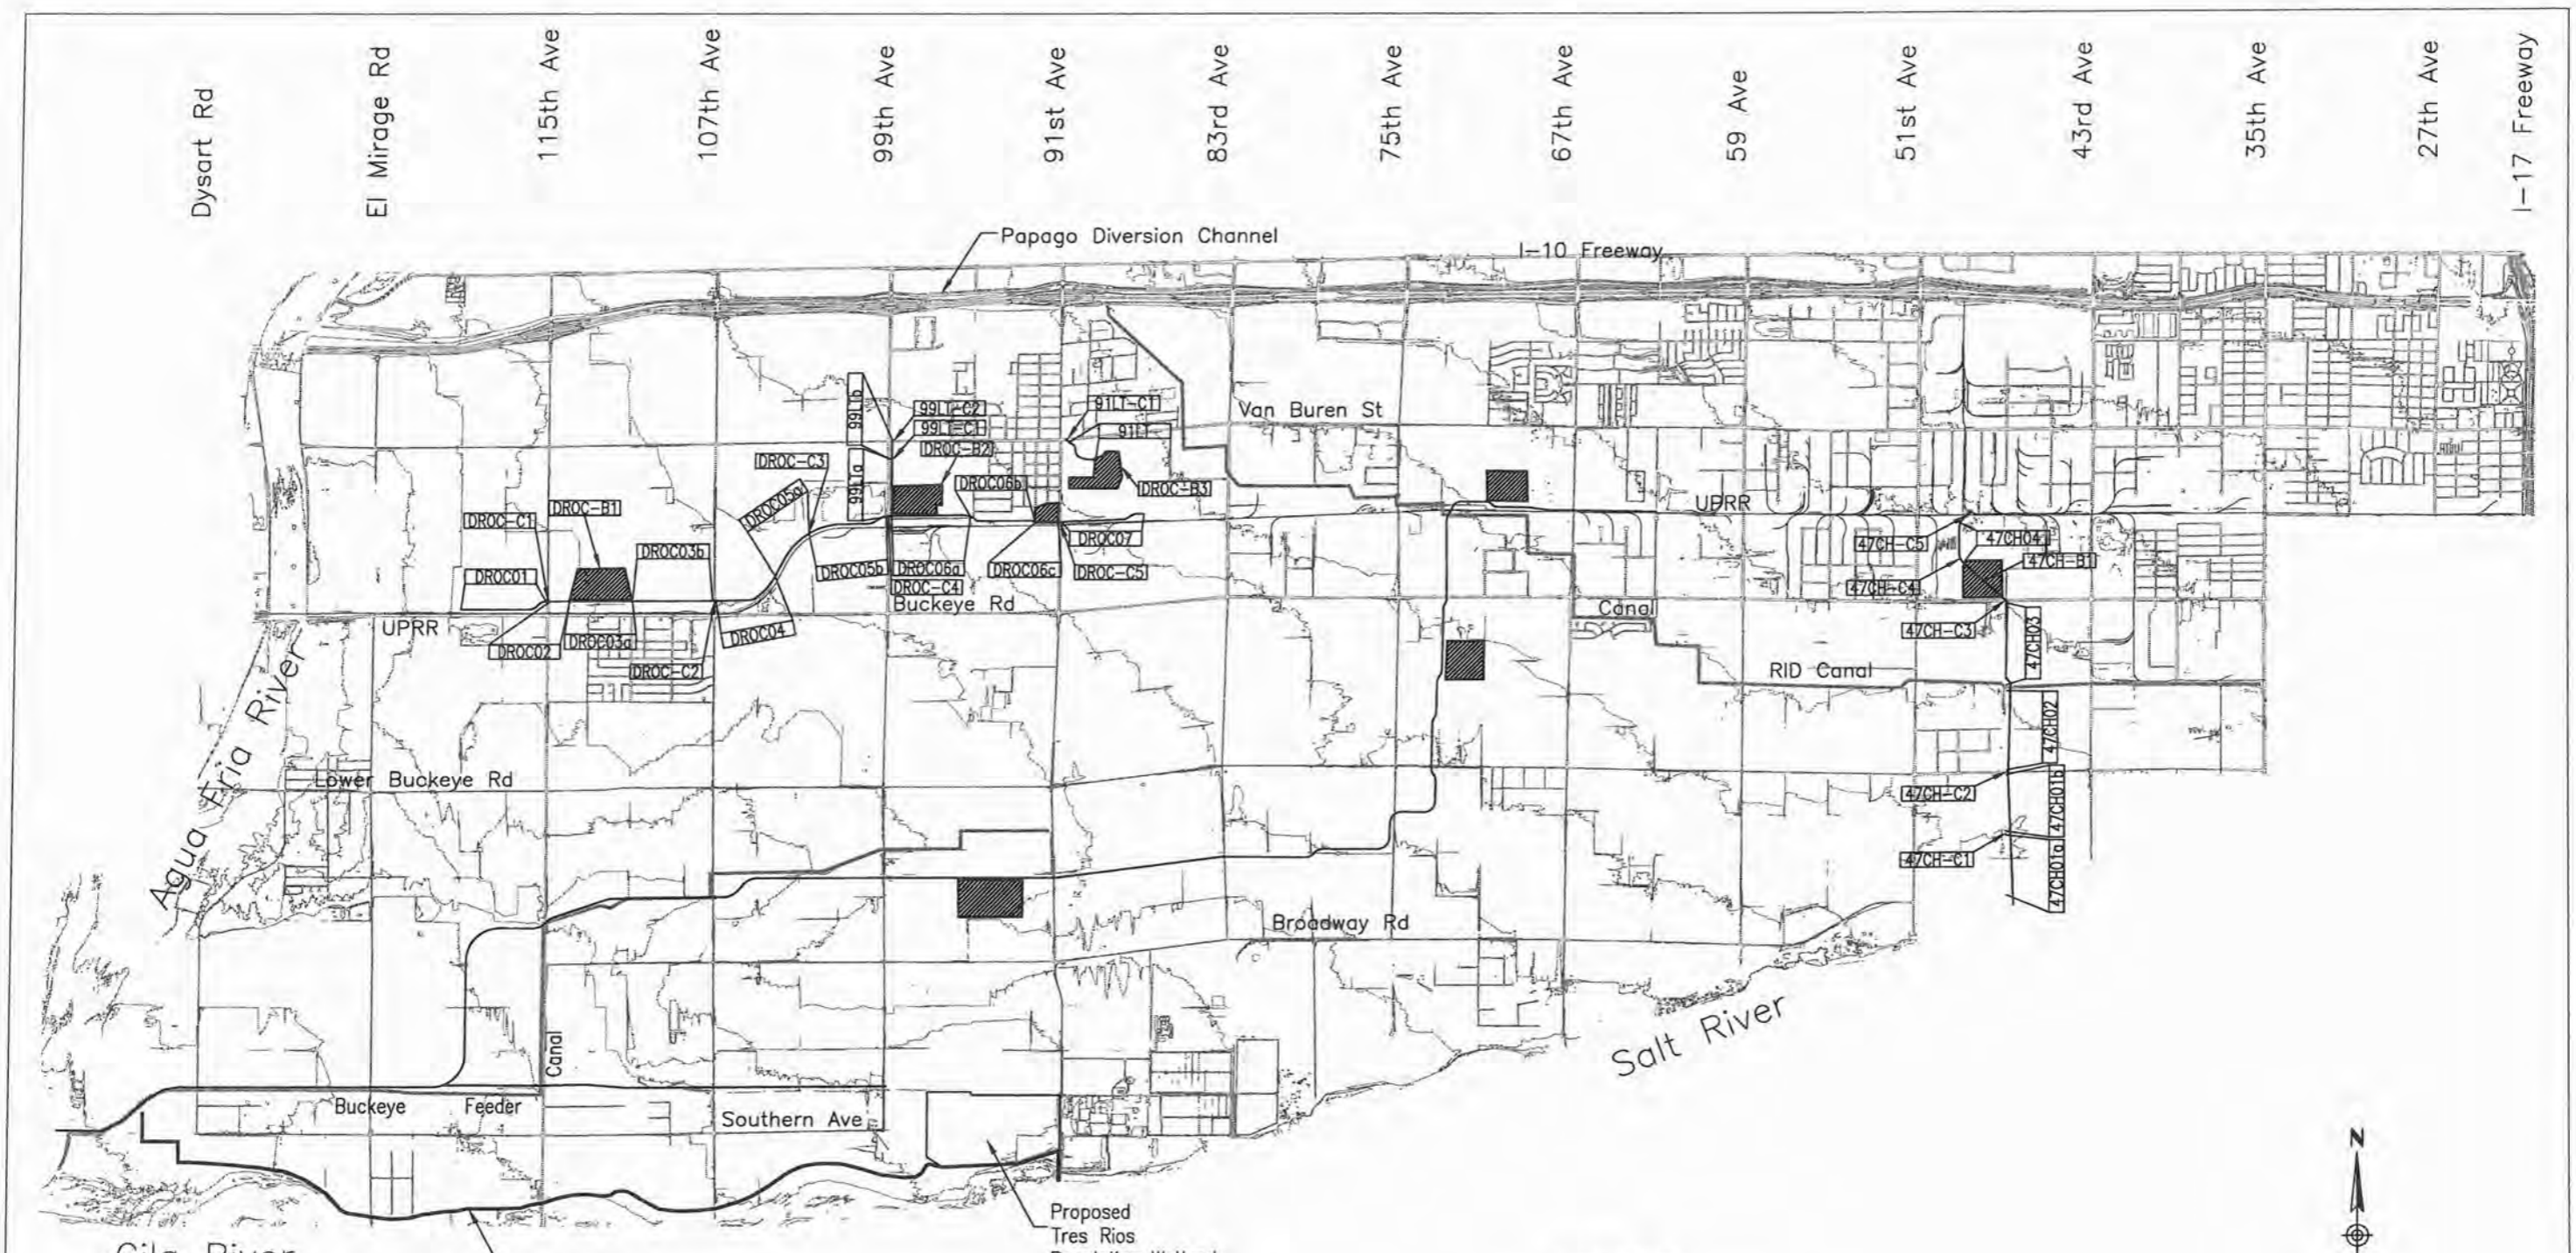 Dysart Rd
El Mirage Rd
115th Ave
107th Ave
99th Ave
91st Ave
83rd Ave
75th Ave
67th Ave
59 Ave
51st Ave
43rd Ave
35th Ave
27th Ave
I-17 Freeway
Papago Diversion Channel
I-10 Freeway
99LTb
99LT-C2
99LT-C1
DROC-B2
91LT-C1
91LT
Van Buren St
DROC-C3
99LTa
DROC06b
DROC-B3
DROC05a
DROC-B1
DROC-C1
UPRR
DROC07
DROC03b
DROC01
DROC05b
DROC06a
DROC-C4
DROC06c
DROC-C5
47CH-C5
47CH04
47CH-B1
47CH-C4
Buckeye Rd
Canal
UPRR
DROC02
DROC03a
DROC04
DROC-C2
47CH-C3
47CH03
RID Canal
Agua Fria River
47CH02
Lower Buckeye Rd
47CH-C2
47CH01b
47CH-C1
47CH01a
Broadway Rd
Salt River
Canal
Buckeye Feeder
Southern Ave
N
Proposed
Tres Rios
Gila River